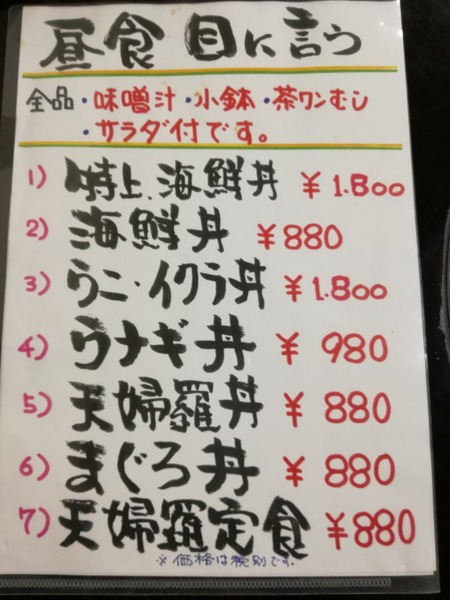 昼食 目に言う
全品・味噌汁・小鉢・茶ワンむし
・サラダ付です。
1) 特上、海鮮丼 ¥1.800
2) 海鮮丼 ¥880
3) ウニ・イクラ丼 ¥1.800
4) ウナギ丼 ¥980
5) 天婦羅丼 ¥880
6) まぐろ丼 ¥880
7) 天婦羅定食 ¥880
※価格は税別です。